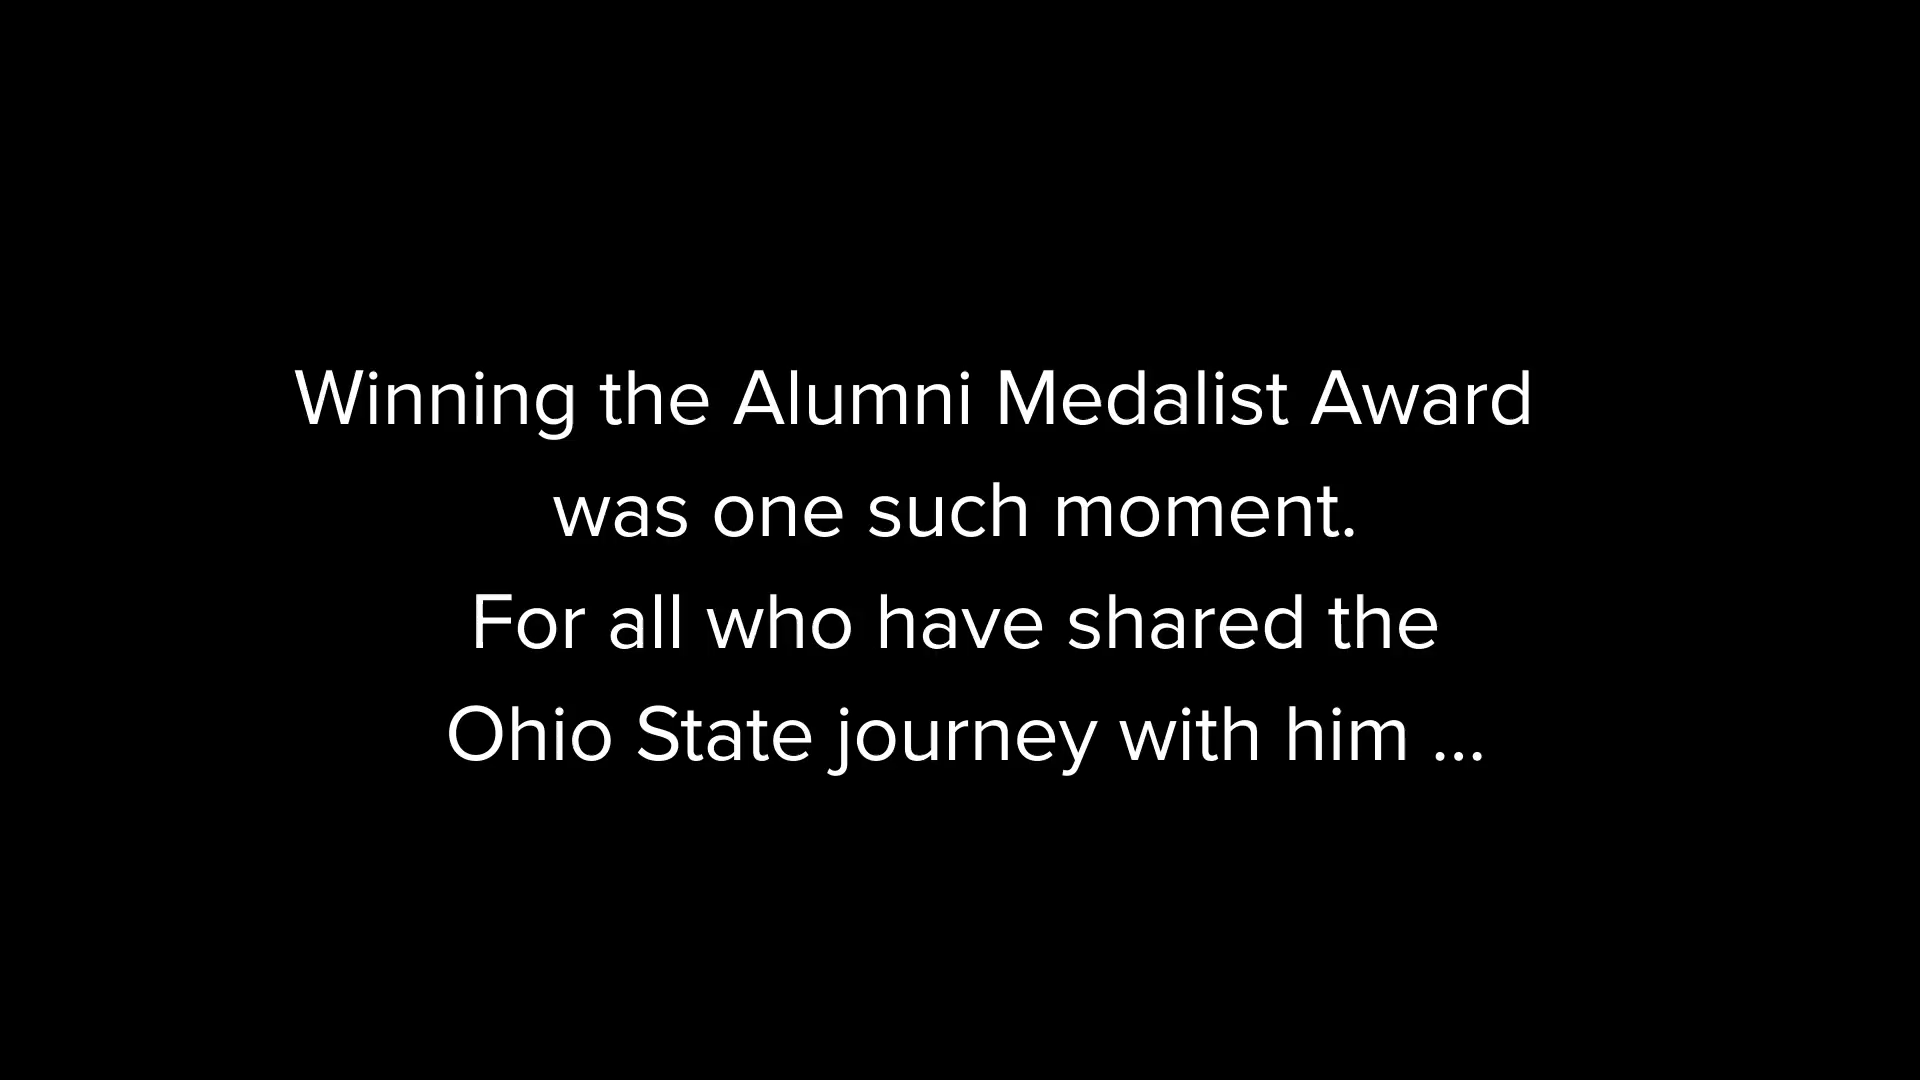 Winning the Alumni Medalist Award
was one such moment.
For all who have shared the
Ohio State journey with him ...